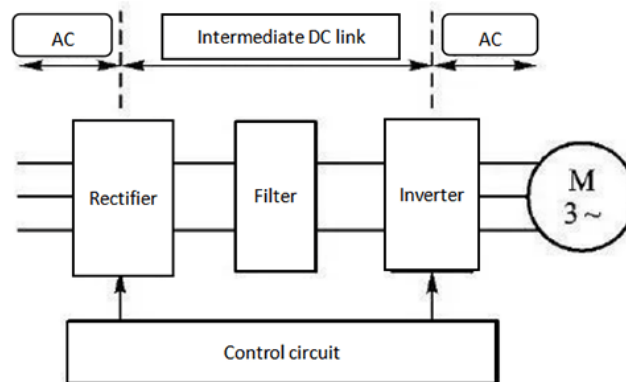 AC
Intermediate DC link
AC
Rectifier
Filter
Inverter
M
3 ~
Control circuit